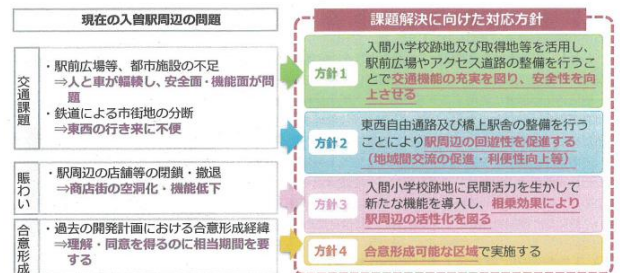 現在の入曽駅周辺の問題
交通課題
・駅前広場等、都市施設の不足
⇒人と車が輻輳し、安全面・機能面が問
題
・鉄道による市街地の分断
⇒東西の行き来に不便
賑わい
・駅周辺の店舗等の閉鎖・撤退
⇒商店街の空洞化・機能低下
合意形成
・過去の開発計画における合意形成経緯
⇒理解・同意を得るのに相当期間を要
する
課題解決に向けた対応方針
方針1
入間小学校跡地及び取得地等を活用し、
駅前広場やアクセス道路の整備を行うこ
とで交通機能の充実を図り、安全性を向
上させる
方針2
東西自由通路及び橋上駅舎の整備を行う
ことにより駅周辺の回遊性を促進する
（地域間交流の促進・利便性向上等）
方針3
入間小学校跡地に民間活力を生かして
新たな機能を導入し、相乗効果により
駅周辺の活性化を図る
方針4
合意形成可能な区域で実施する